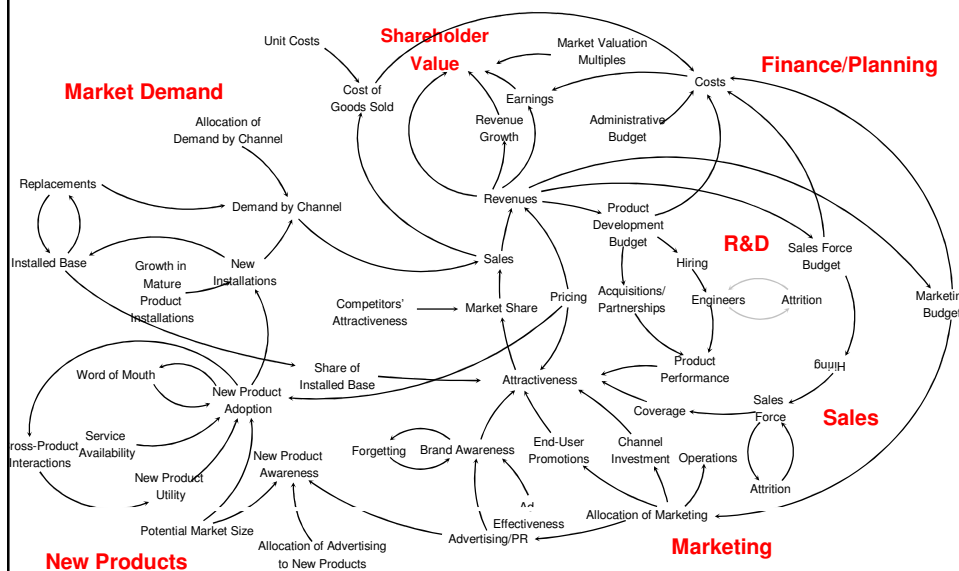 Shareholder
Value
Unit Costs
Market Valuation
Multiples
Finance/Planning
Market Demand
Cost of
Goods Sold
Earnings
Costs
Revenue
Growth
Administrative
Budget
Allocation of
Demand by Channel
Replacements
Demand by Channel
Revenues
Product
Development
Budget
R&D
Sales Force
Budget
Installed Base
New
Installations
Growth in
Mature
Product
Installations
Sales
Hiring
Pricing
Acquisitions/
Partnerships
Engineers
Attrition
Marketing
Budget
Competitors'
Attractiveness
Market Share
Share of
Installed Base
Attractiveness
Product
Performance
Hiring
Word of Mouth
New Product
Adoption
Coverage
Sales
Force
Sales
Cross-Product
Interactions
Service
Availability
New Product
Utility
New Product
Awareness
Forgetting
Brand Awareness
End-User
Promotions
Channel
Investment
Operations
Attrition
Ad
Effectiveness
Potential Market Size
Advertising/PR
Allocation of Marketing
Allocation of Advertising
to New Products
New Products
Marketing